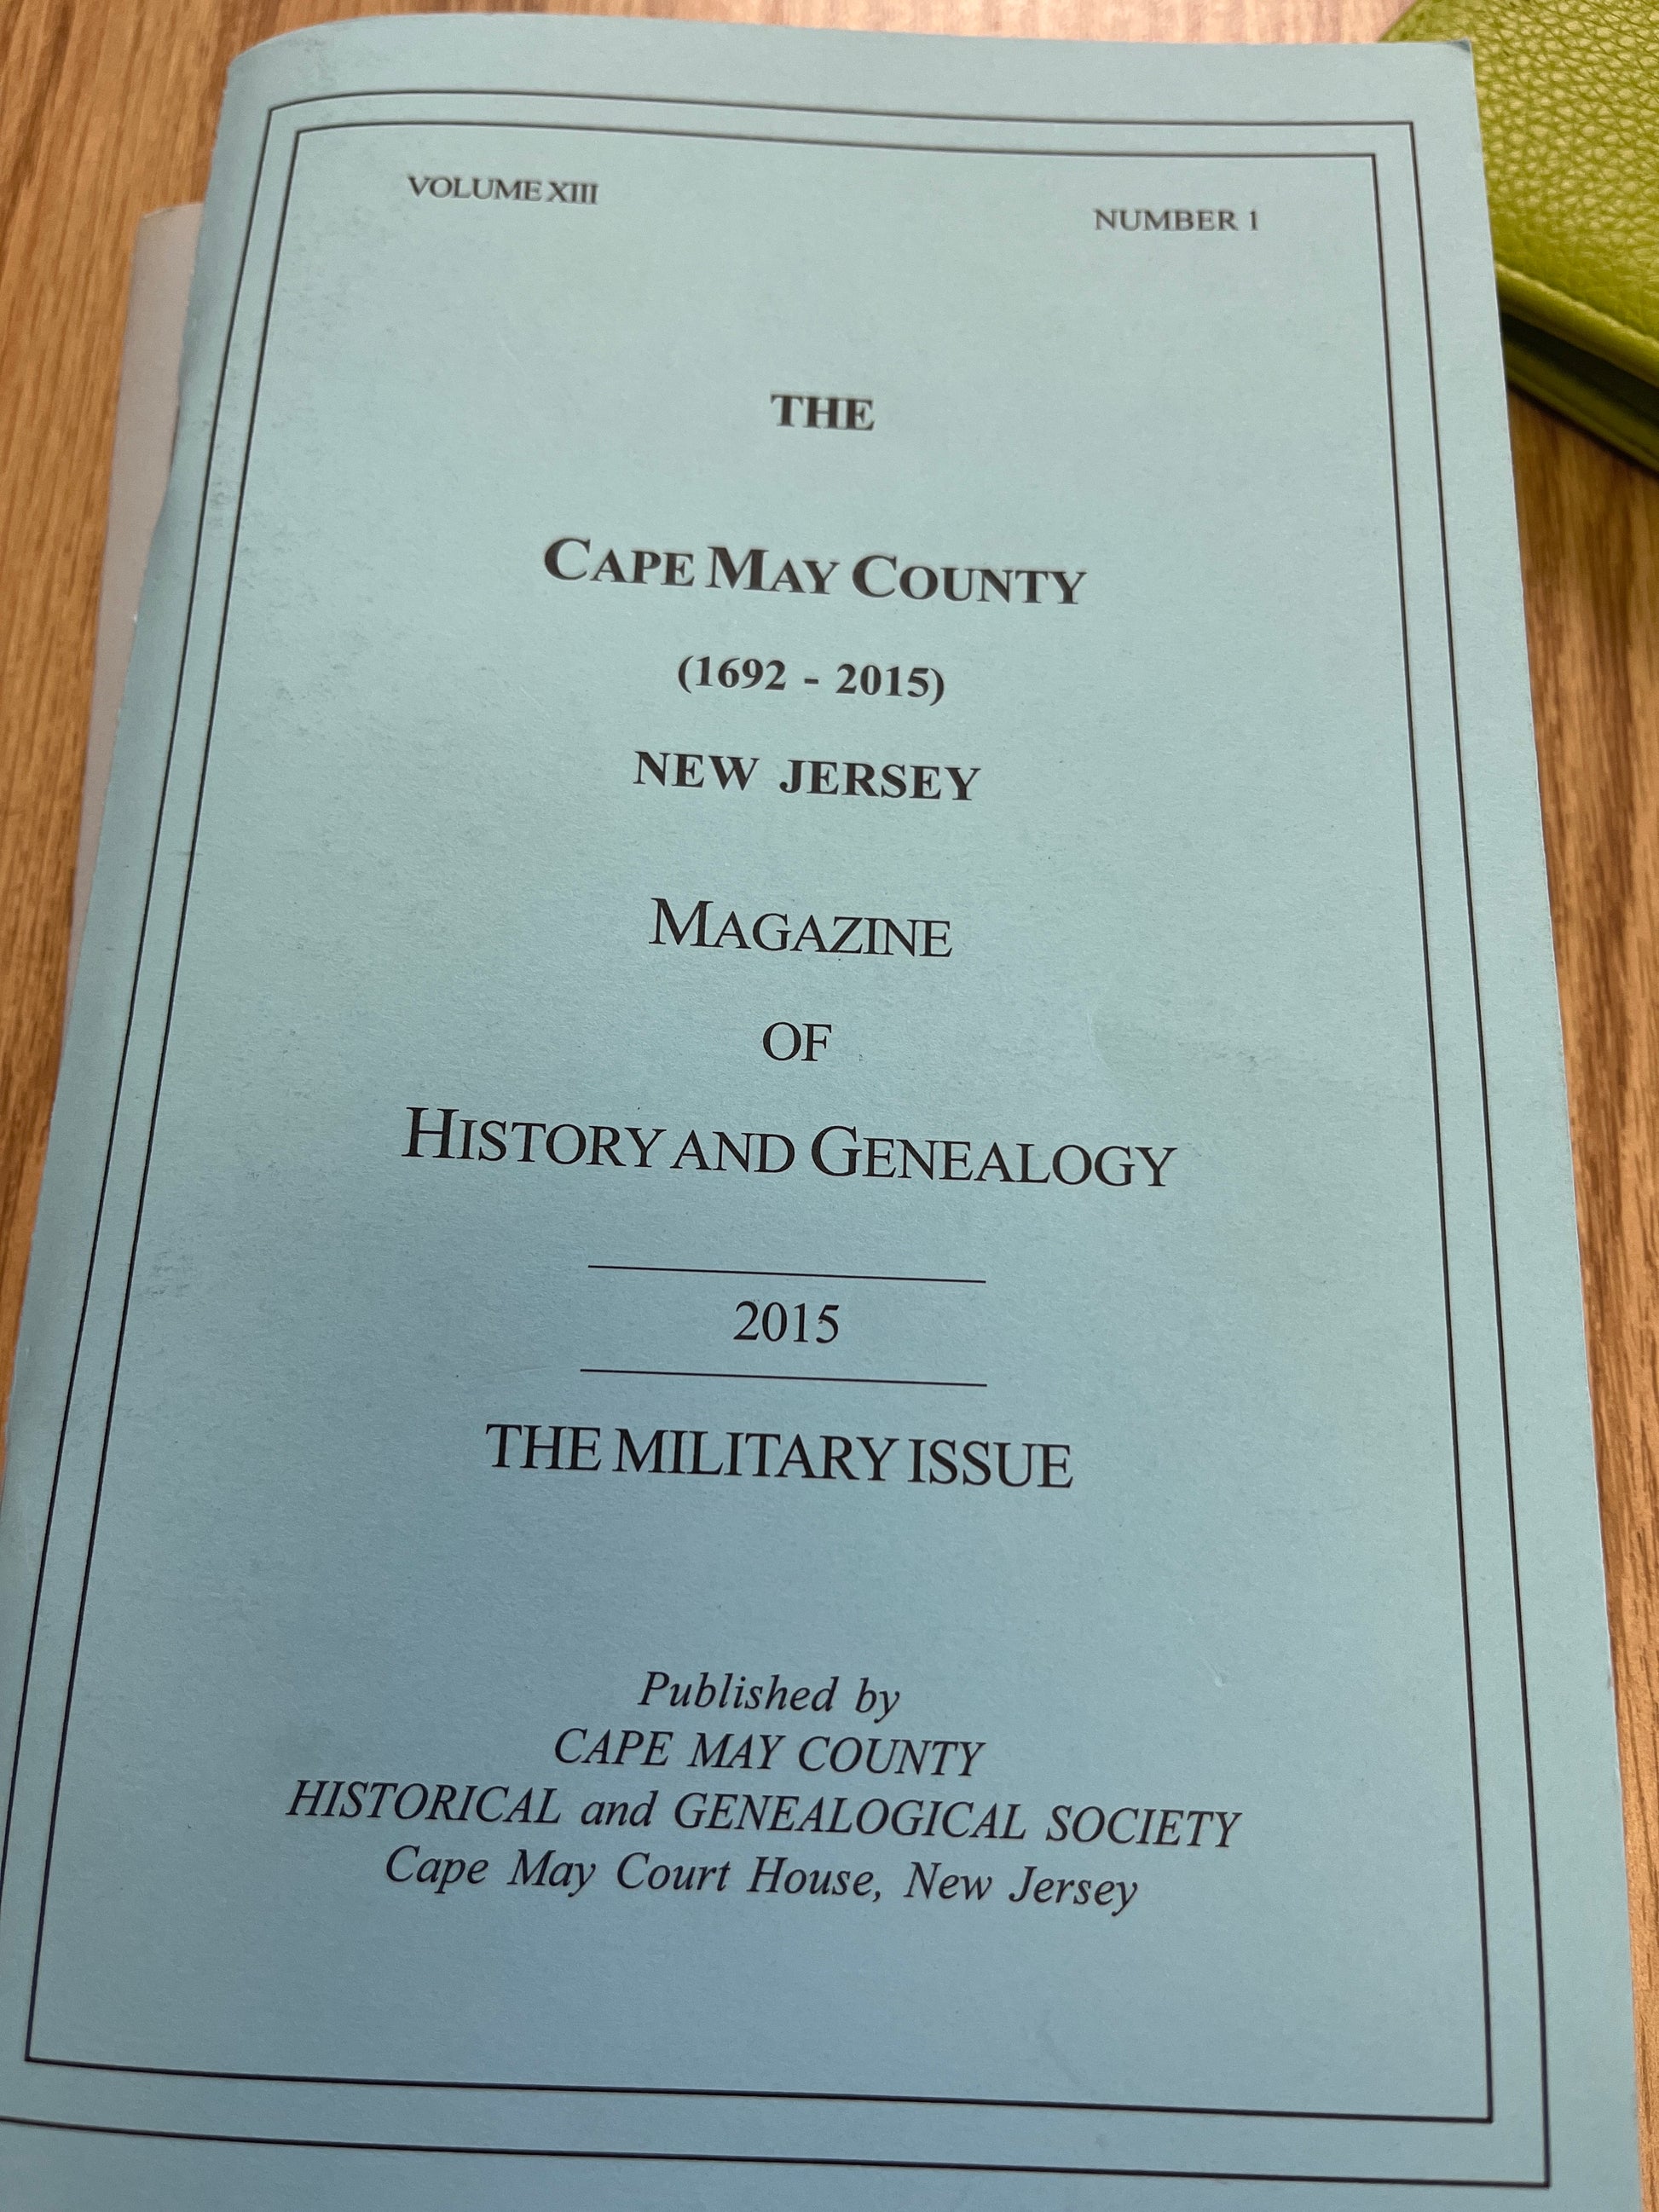 VOLUME XIII
NUMBER 1
THE
CAPE MAY COUNTY
(1692 - 2015)
NEW JERSEY
MAGAZINE
OF
HISTORY AND GENEALOGY
2015
THE MILITARY ISSUE
Published by
CAPE MAY COUNTY
HISTORICAL and GENEALOGICAL SOCIETY
Cape May Court House, New Jersey